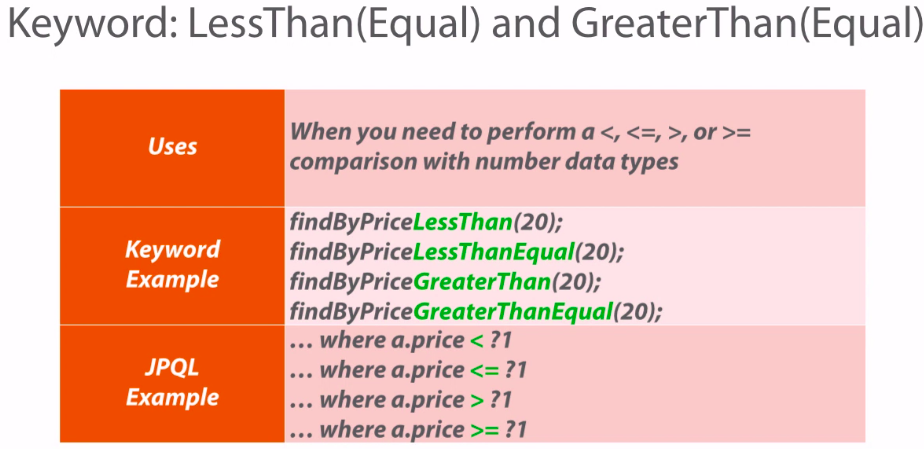 Keyword: LessThan(Equal) and GreaterThan(Equal)
Uses
When you need to perform a <, <=, >, or >=
comparison with number data types
Keyword
Example
findByPriceLessThan(20);
findByPriceLessThanEqual(20);
findByPriceGreaterThan(20);
findByPriceGreaterThanEqual(20);
JPQL
Example
... where a.price < ?1
... where a.price <= ?1
... where a.price > ?1
... where a.price >= ?1